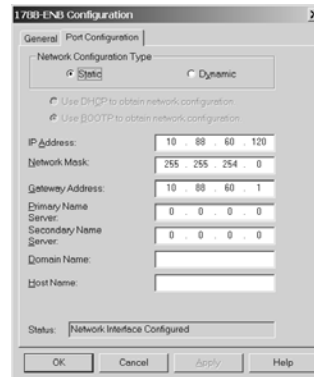 1788-ENB Configuration
General Port Configuration
Network Configuration Type
Static Dynamic
Use DHCP to obtain network configuration
Use BOOTP to obtain network configuration
IP Address: 10 . 88 . 60 . 120
Network Mask: 255 . 255 . 254 . 0
Gateway Address: 10 . 88 . 60 . 1
Primary Name
Server: 0 . 0 . 0 . 0
Secondary Name
Server: 0 . 0 . 0 . 0
Domain Name:
Host Name:
Status: Network Interface Configured
OK Cancel Apply Help